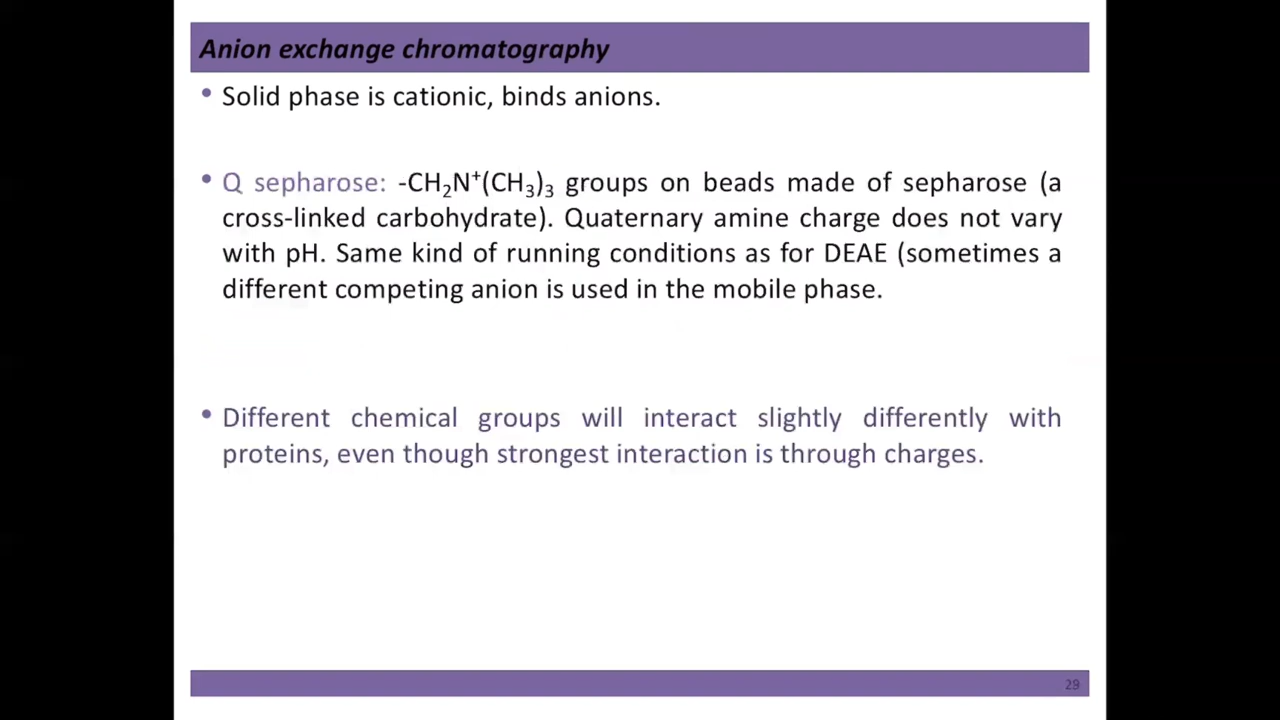 Anion exchange chromatography
• Solid phase is cationic, binds anions.
• Q sepharose: -CH₂N⁺(CH₃)₃ groups on beads made of sepharose (a
cross-linked carbohydrate). Quaternary amine charge does not vary
with pH. Same kind of running conditions as for DEAE (sometimes a
different competing anion is used in the mobile phase.
• Different chemical groups will interact slightly differently with
proteins, even though strongest interaction is through charges.
29